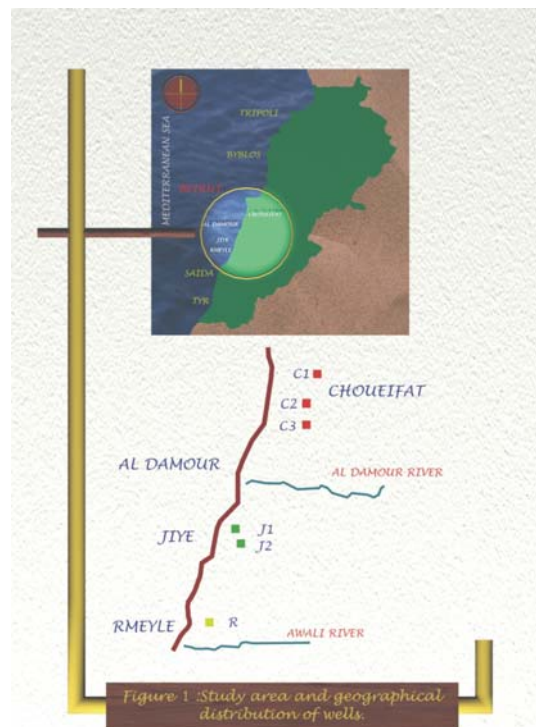 TRIPOLI
BYBLOS
MEDITERRANEAN SEA
BEIRUT
CHOUEIFAT
AL DAMOUR
JIYE
RMEYLE
SAIDA
TYR
C1
CHOUEIFAT
C2
C3
AL DAMOUR
AL DAMOUR RIVER
JIYE
J1
J2
RMEYLE
R
AWALI RIVER
Figure 1 :Study area and geographical
distribution of wells.